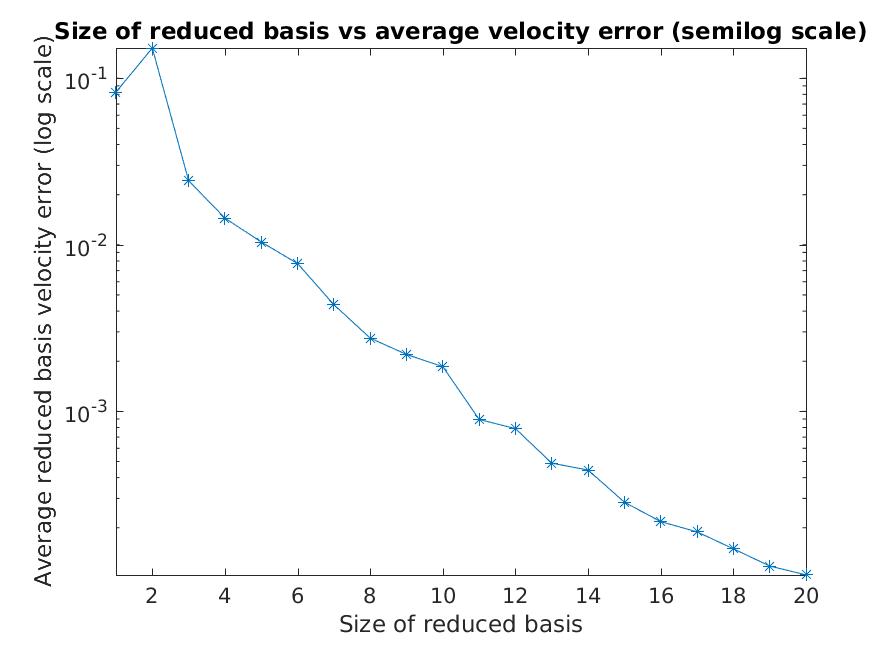 Size of reduced basis vs average velocity error (semilog scale)
Average reduced basis velocity error (log scale)
10^-1
10^-2
10^-3
2 4 6 8 10 12 14 16 18 20
Size of reduced basis